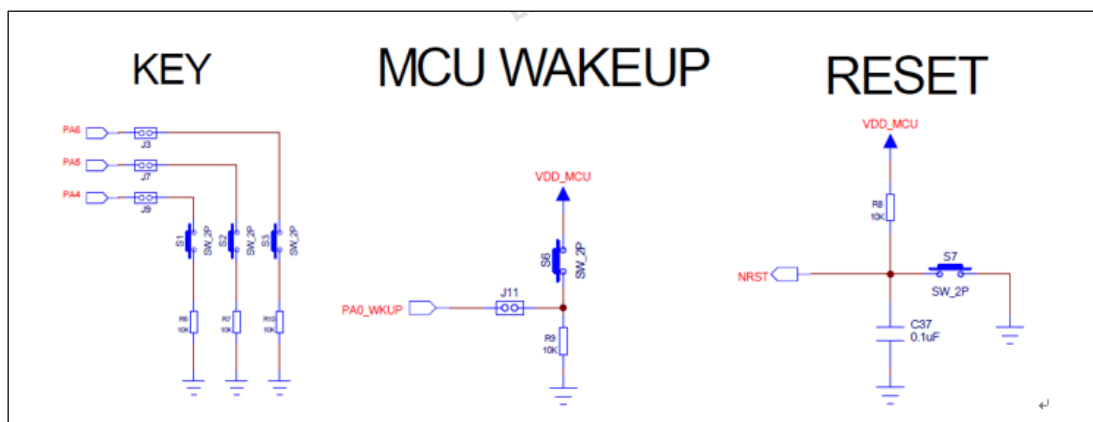 KEY
PA6
J3
PA5
J7
PA4
J9
S1
SW_2P
S2
SW_2P
S3
SW_2P
R6
10K
R7
10K
R10
10K
MCU WAKEUP
VDD_MCU
S6
SW_2P
PA0_WKUP
J11
R9
10K
RESET
VDD_MCU
R8
10K
NRST
S7
SW_2P
C37
0.1uF